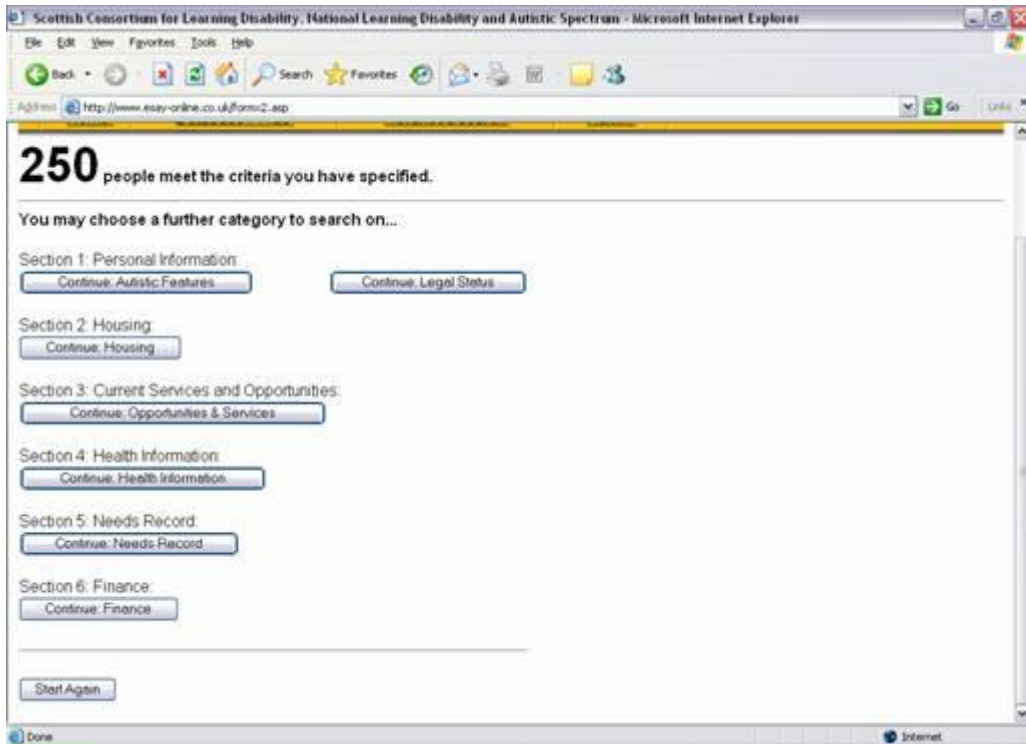 Scottish Consortium for Learning Disability, National Learning Disability and Autistic Spectrum - Microsoft Internet Explorer
File Edit View Favorites Tools Help
Back Search Favorites
Address http://www.esay-online.co.uk/forms2.asp Go Links
250 people meet the criteria you have specified.
You may choose a further category to search on...
Section 1: Personal Information:
Continue: Autistic Features Continue: Legal Status
Section 2: Housing:
Continue: Housing
Section 3: Current Services and Opportunities:
Continue: Opportunities & Services
Section 4: Health Information:
Continue: Health Information
Section 5: Needs Record:
Continue: Needs Record
Section 6: Finance:
Continue: Finance
Start Again
Done Internet